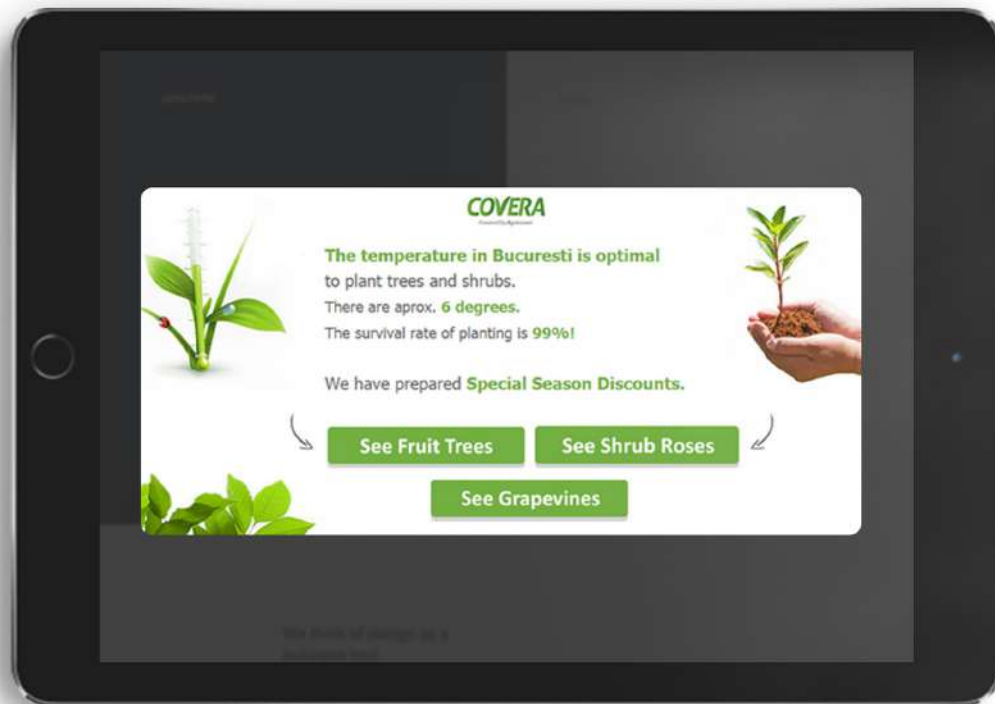 COVERA
The temperature in Bucuresti is optimal
to plant trees and shrubs.
There are aprox. 6 degrees.
The survival rate of planting is 99%!
We have prepared Special Season Discounts.
See Fruit Trees
See Shrub Roses
See Grapevines